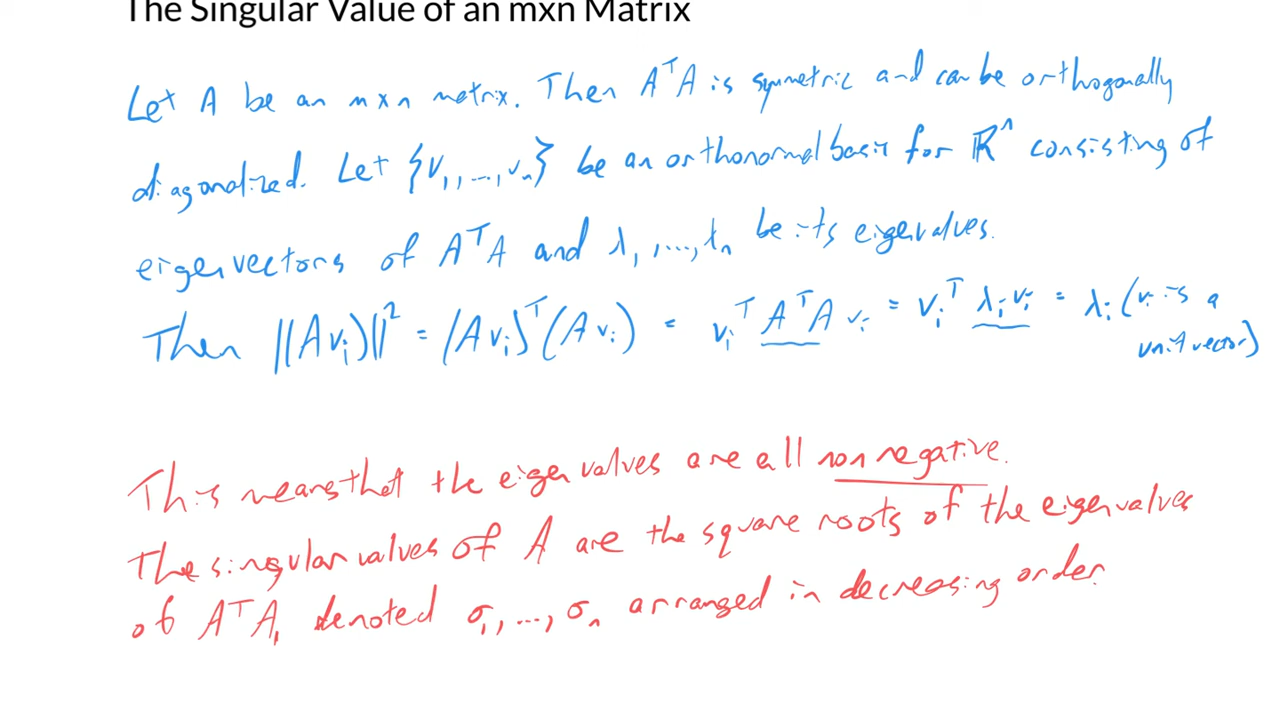 The Singular Value of an mxn Matrix
Let A be an m x n matrix. Then AᵀA is symmetric and can be orthogonally
diagonalized. Let {v₁, ..., vₙ} be an orthonormal basis for ℝⁿ consisting of
eigenvectors of AᵀA and λ₁, ..., λₙ be its eigenvalues.
Then ||(Avᵢ)||² = (Avᵢ)ᵀ(Avᵢ) = vᵢᵀAᵀAvᵢ = vᵢᵀλᵢvᵢ = λᵢ (vᵢ is a
unit vector)
This means that the eigenvalues are all nonnegative.
The singular values of A are the square roots of the eigenvalues
of AᵀA, denoted σ₁, ..., σₙ arranged in decreasing order.